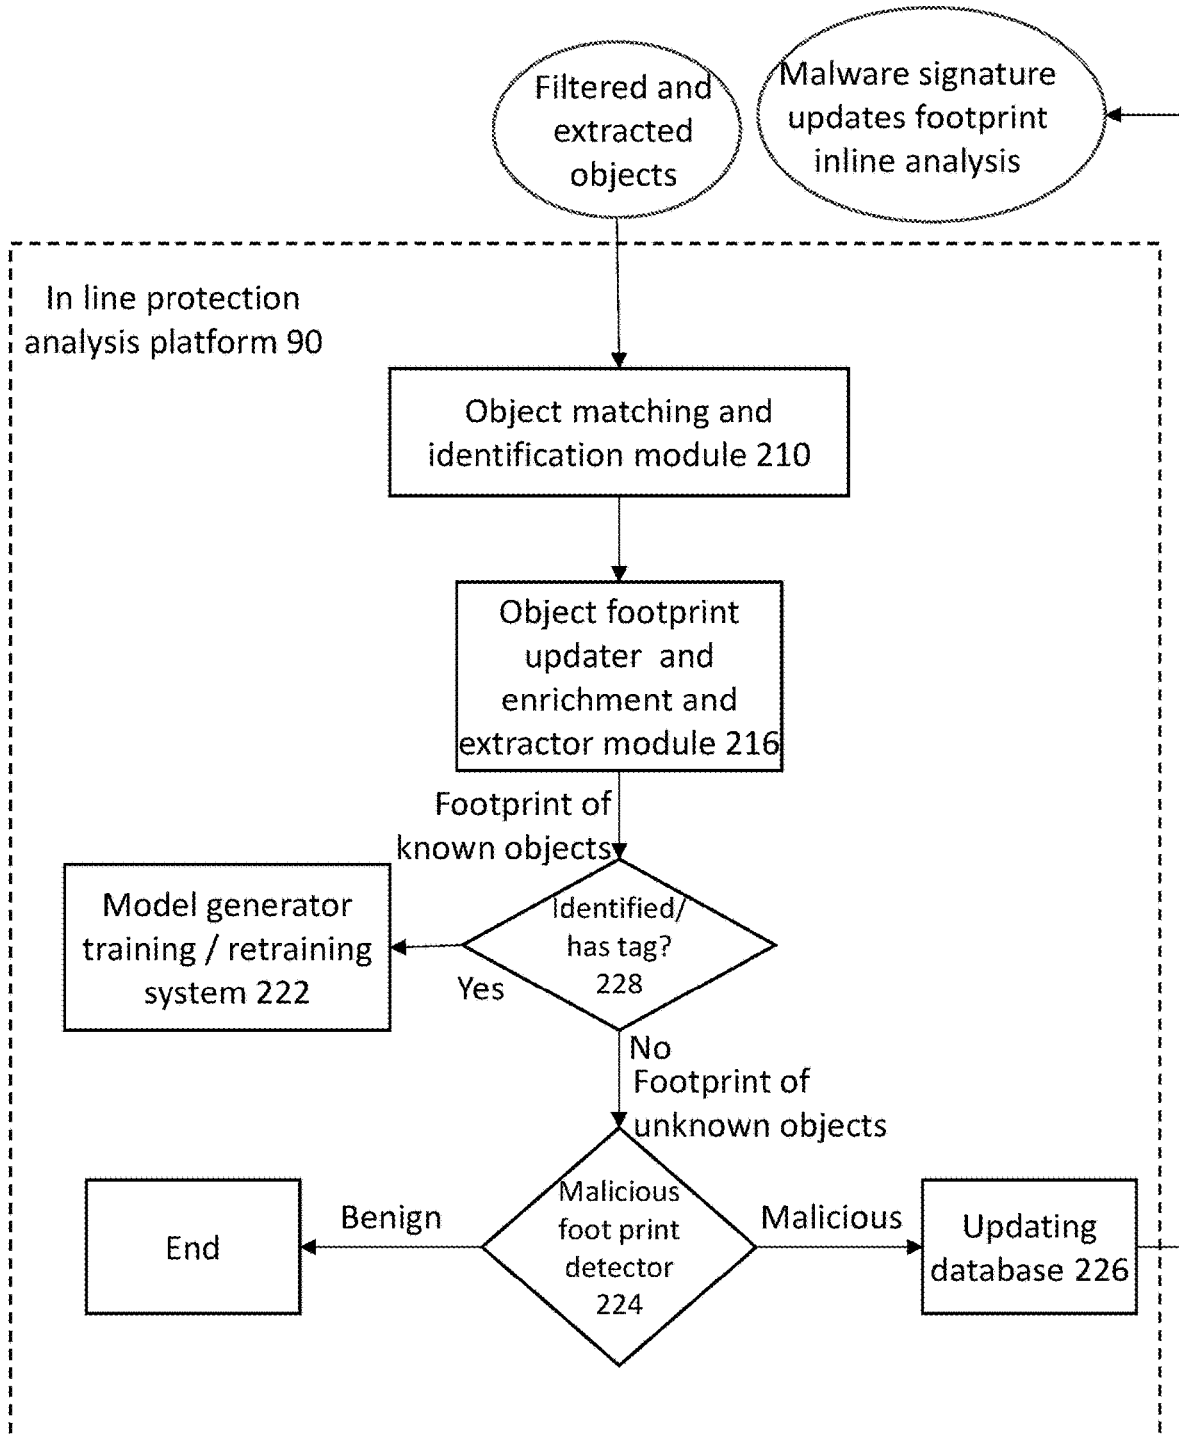 Filtered and
extracted
objects
Malware signature
updates footprint
inline analysis
In line protection
analysis platform 90
Object matching and
identification module 210
Object footprint
updater and
enrichment and
extractor module 216
Footprint of
known objects
Identified/
has tag?
228
Yes
Model generator
training / retraining
system 222
No
Footprint of
unknown objects
Malicious
foot print
detector
224
Benign
End
Malicious
Updating
database 226